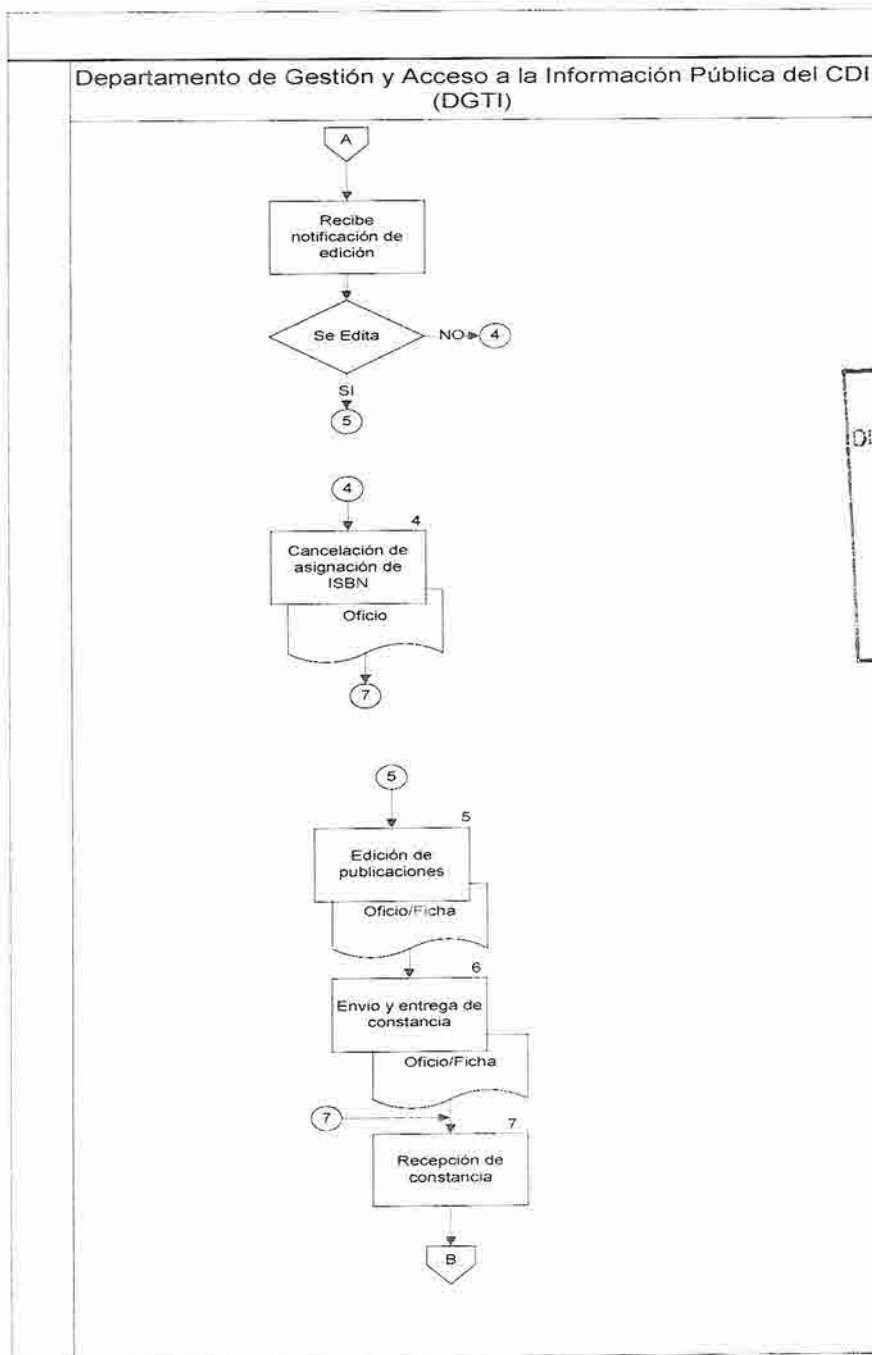 Departamento de Gestión y Acceso a la Información Pública del CDI
(DGTI)
A
Recibe
notificación de
edición
Se Edita
NO
4
SI
5
4
4
Cancelación de
asignación de
ISBN
Oficio
7
5
5
Edición de
publicaciones
Oficio/Ficha
6
Envío y entrega de
constancia
Oficio/Ficha
7
7
Recepción de
constancia
B